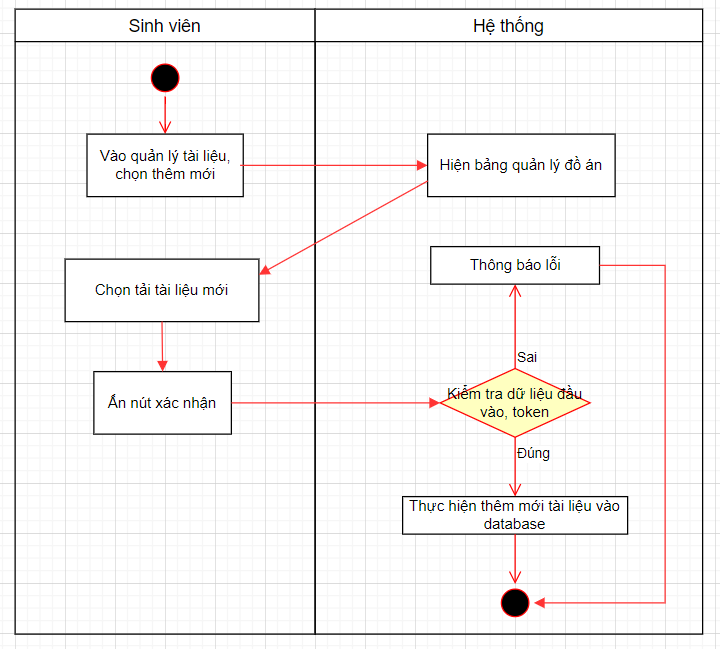 Sinh viên
Hệ thống
Vào quản lý tài liệu,
chọn thêm mới
Hiện bảng quản lý đồ án
Chọn tải tài liệu mới
Thông báo lỗi
Sai
Ấn nút xác nhận
Kiểm tra dữ liệu đầu
vào, token
Đúng
Thực hiện thêm mới tài liệu vào
database